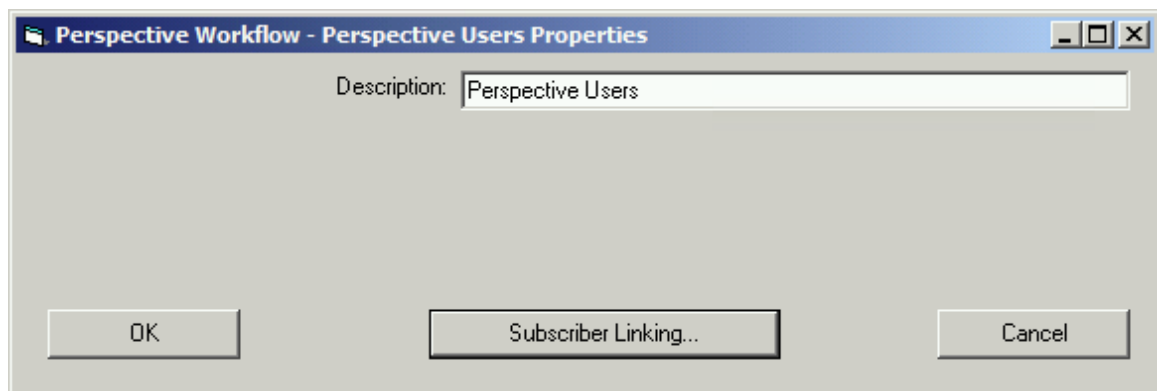 Perspective Workflow - Perspective Users Properties
Description: Perspective Users
OK Subscriber Linking... Cancel